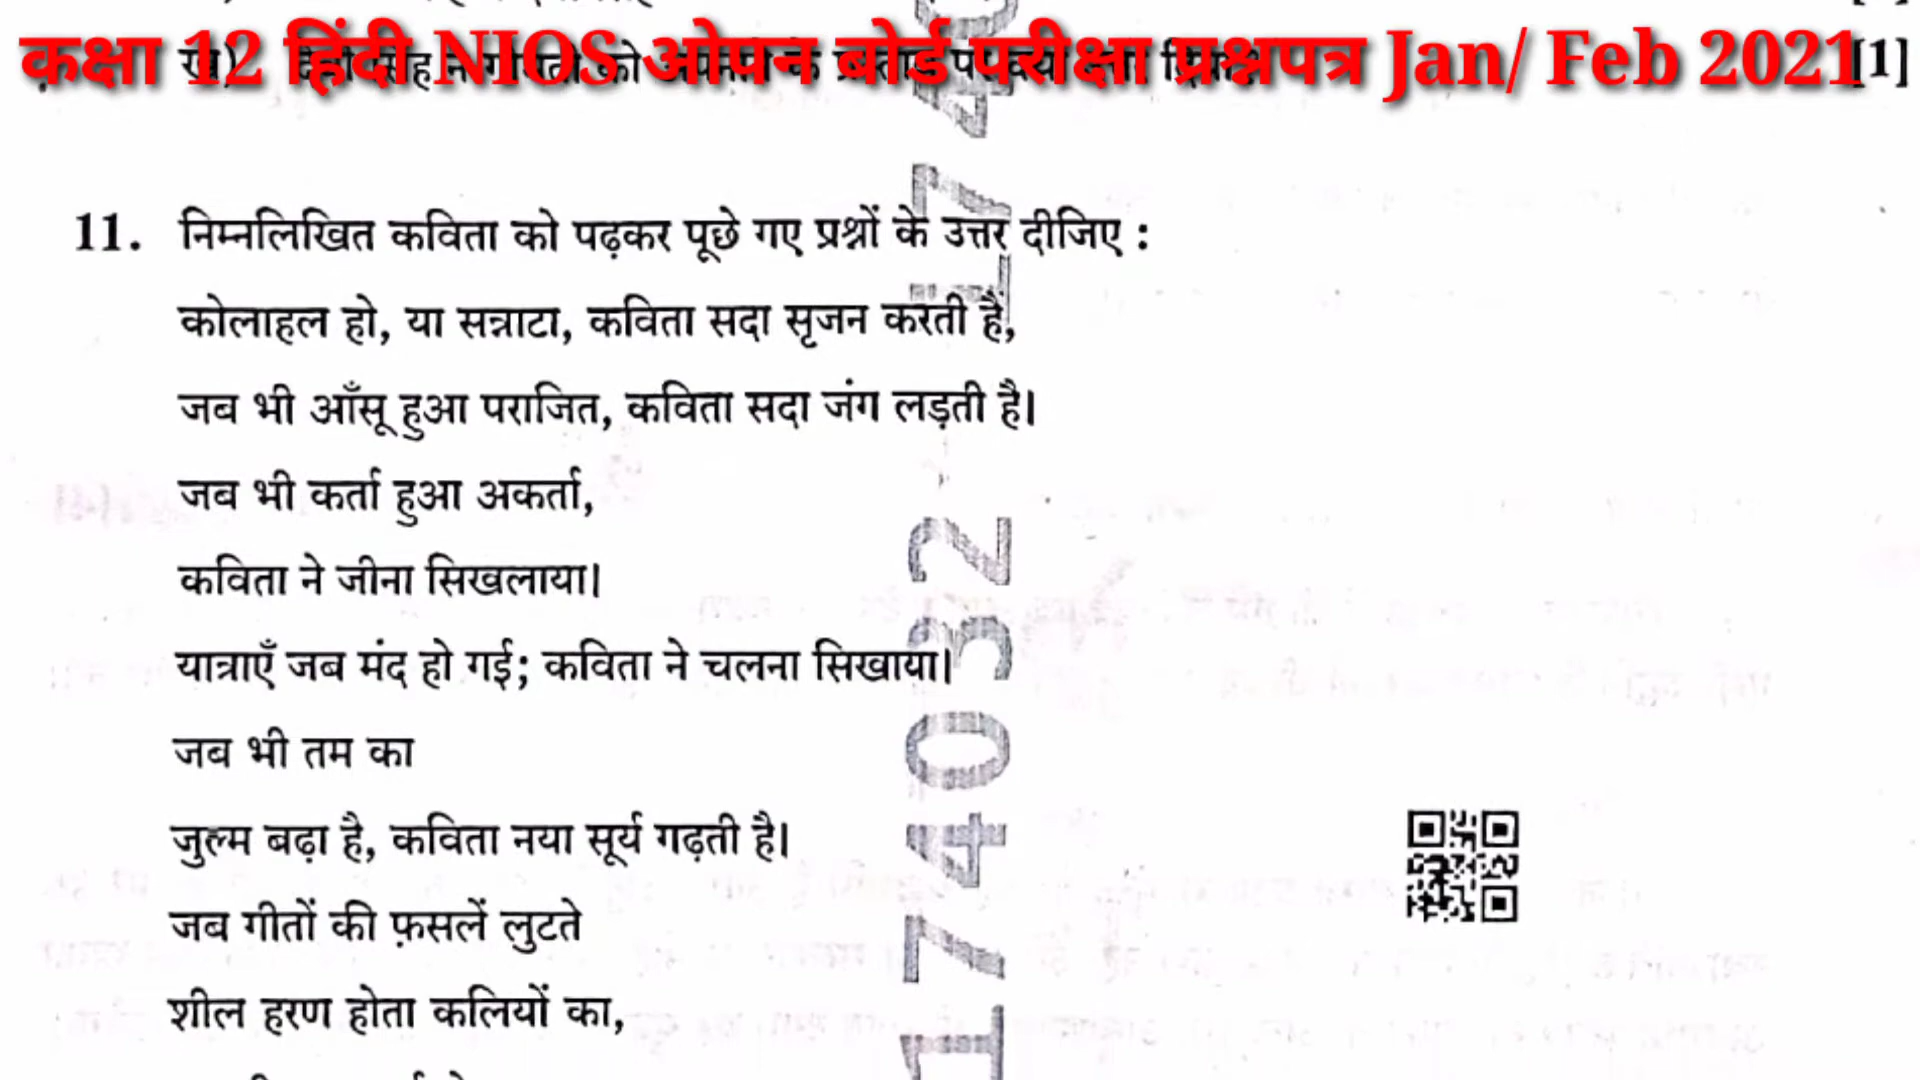 कक्षा 12 हिंदी NIOS ओपन बोर्ड परीक्षा प्रश्नपत्र Jan/ Feb 2021
[1]
11. निम्नलिखित कविता को पढ़कर पूछे गए प्रश्नों के उत्तर दीजिए :
कोलाहल हो, या सन्नाटा, कविता सदा सृजन करती है,
जब भी आँसू हुआ पराजित, कविता सदा जंग लड़ती है।
जब भी कर्ता हुआ अकर्ता,
कविता ने जीना सिखलाया।
यात्राएँ जब मंद हो गई; कविता ने चलना सिखाया।
जब भी तम का
जुल्म बढ़ा है, कविता नया सूर्य गढ़ती है।
जब गीतों की फ़सलें लुटते
शील हरण होता कलियों का,
174032